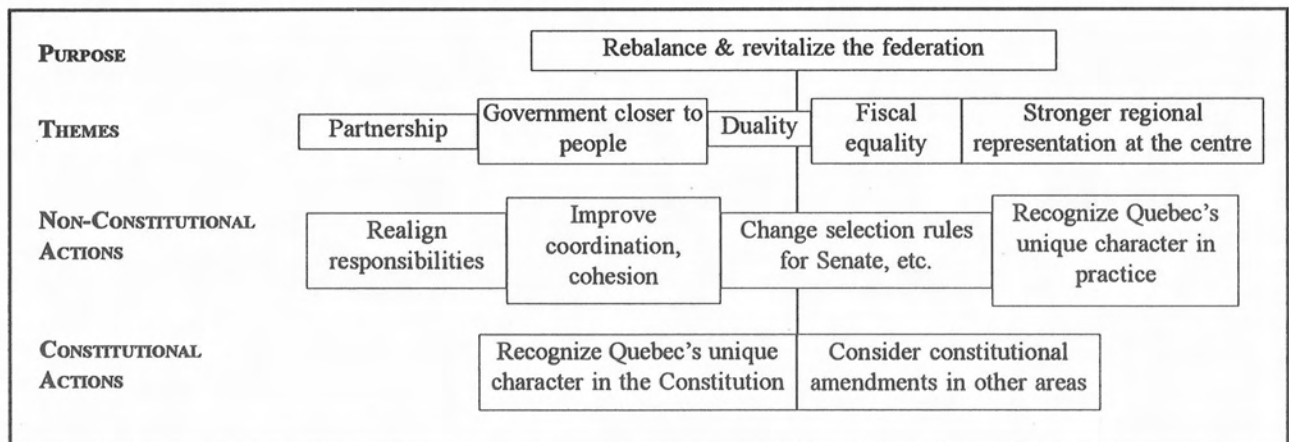 PURPOSE
Rebalance & revitalize the federation
THEMES
Partnership
Government closer to
people
Duality
Fiscal
equality
Stronger regional
representation at the centre
NON-CONSTITUTIONAL
ACTIONS
Realign
responsibilities
Improve
coordination,
cohesion
Change selection rules
for Senate, etc.
Recognize Quebec's
unique character in
practice
CONSTITUTIONAL
ACTIONS
Recognize Quebec's unique
character in the Constitution
Consider constitutional
amendments in other areas